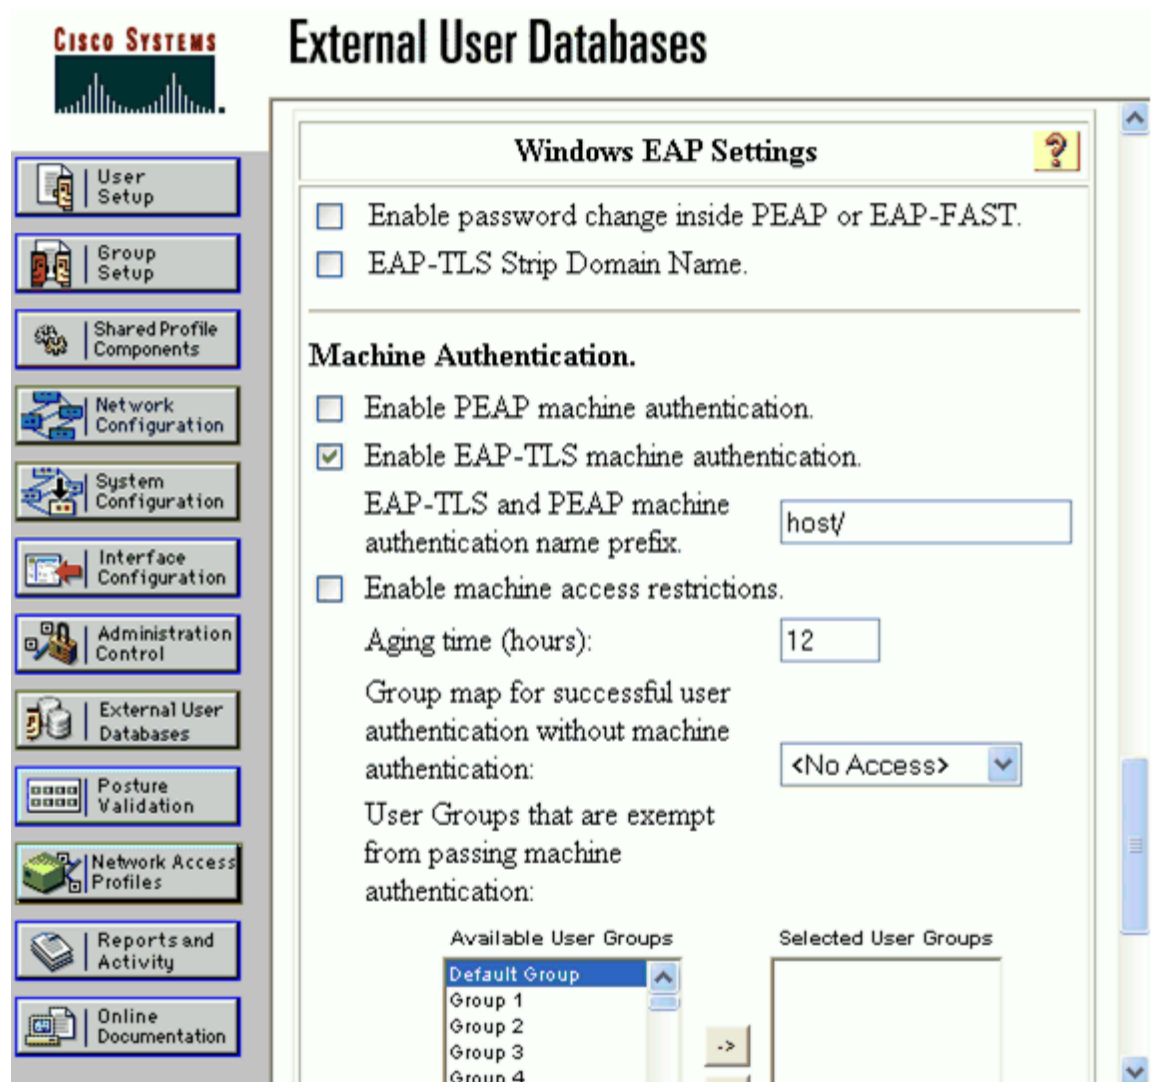 CISCO SYSTEMS
External User Databases
User
Setup
Group
Setup
Shared Profile
Components
Network
Configuration
System
Configuration
Interface
Configuration
Administration
Control
External User
Databases
Posture
Validation
Network Access
Profiles
Reports and
Activity
Online
Documentation
Windows EAP Settings
?
Enable password change inside PEAP or EAP-FAST.
EAP-TLS Strip Domain Name.
Machine Authentication.
Enable PEAP machine authentication.
Enable EAP-TLS machine authentication.
EAP-TLS and PEAP machine
authentication name prefix.
host/
Enable machine access restrictions.
Aging time (hours):
12
Group map for successful user
authentication without machine
authentication:
<No Access>
User Groups that are exempt
from passing machine
authentication:
Available User Groups
Selected User Groups
Default Group
Group 1
Group 2
Group 3
Group 4
->